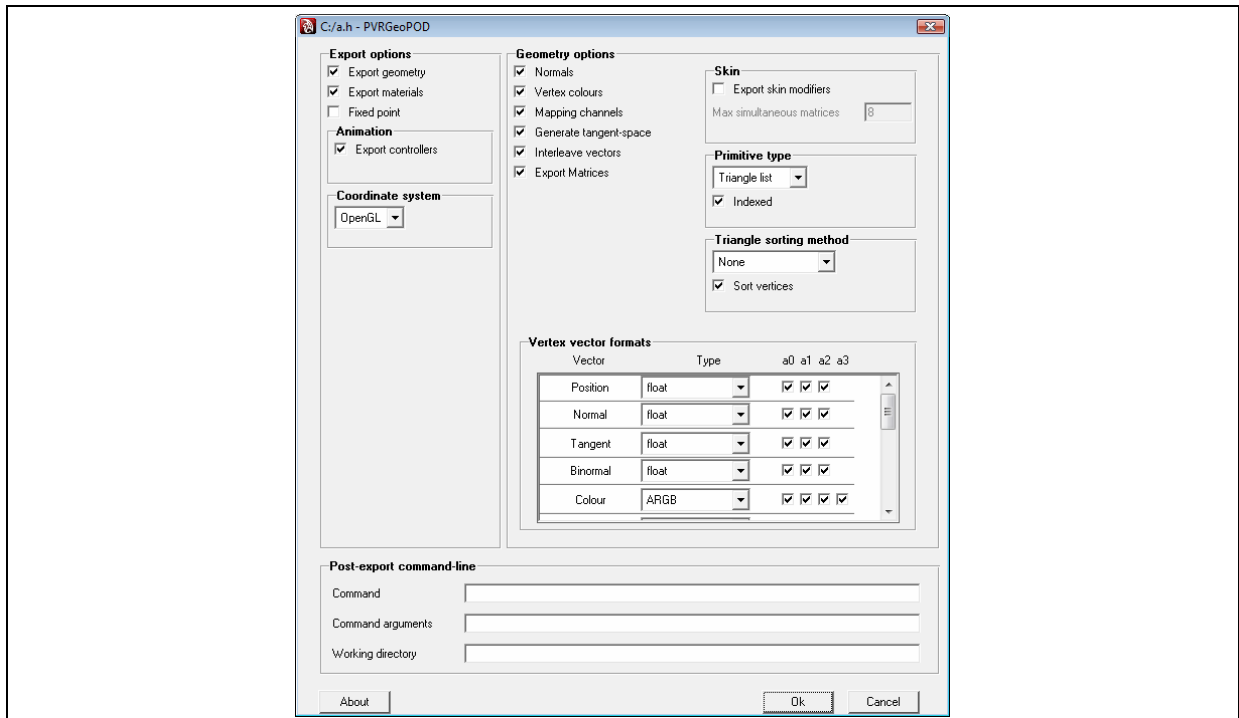 C:/a.h - PVRGeoPOD
Export options
Export geometry
Export materials
Fixed point
Animation
Export controllers
Coordinate system
OpenGL
Geometry options
Normals
Vertex colours
Mapping channels
Generate tangent-space
Interleave vectors
Export Matrices
Skin
Export skin modifiers
Max simultaneous matrices 8
Primitive type
Triangle list
Indexed
Triangle sorting method
None
Sort vertices
Vertex vector formats
Vector Type a0 a1 a2 a3
Position float
Normal float
Tangent float
Binormal float
Colour ARGB
Post-export command-line
Command
Command arguments
Working directory
About Ok Cancel